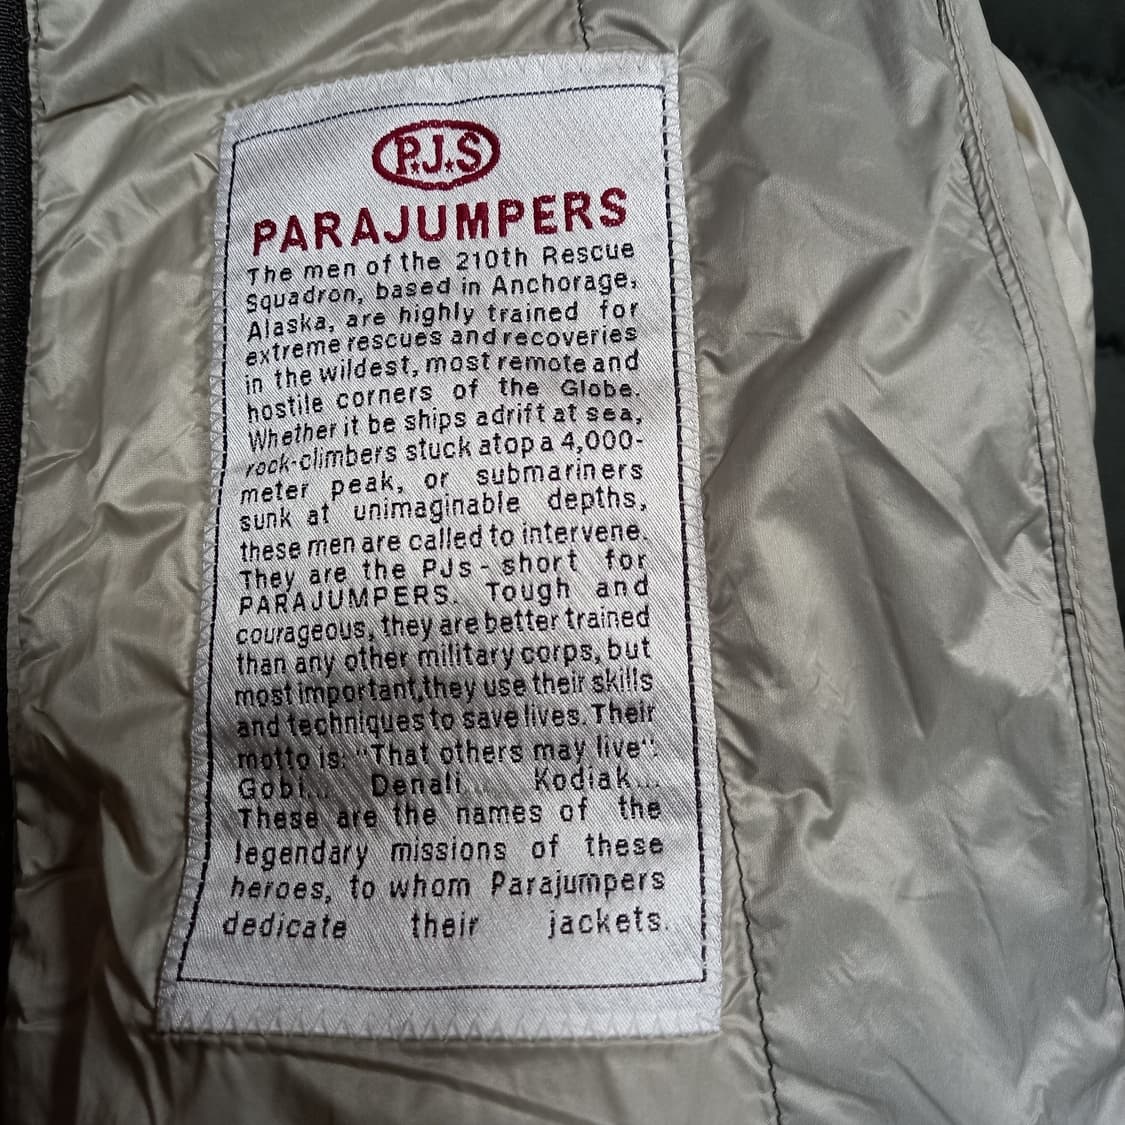 P.J.S
PARAJUMPERS
The men of the 210th Rescue
Squadron, based in Anchorage,
Alaska, are highly trained for
extreme rescues and recoveries
in the wildest, most remote and
hostile corners of the Globe.
Whether it be ships adrift at sea,
rock-climbers stuck atop a 4,000-
meter peak, or submariners
sunk at unimaginable depths,
these men are called to intervene.
They are the PJs - short for
PARAJUMPERS. Tough and
courageous, they are better trained
than any other military corps, but
most important,they use their skills
and techniques to save lives. Their
motto is: "That others may live".
Gobi... Denali... Kodiak...
These are the names of the
legendary missions of these
heroes, to whom Parajumpers
dedicate their jackets.